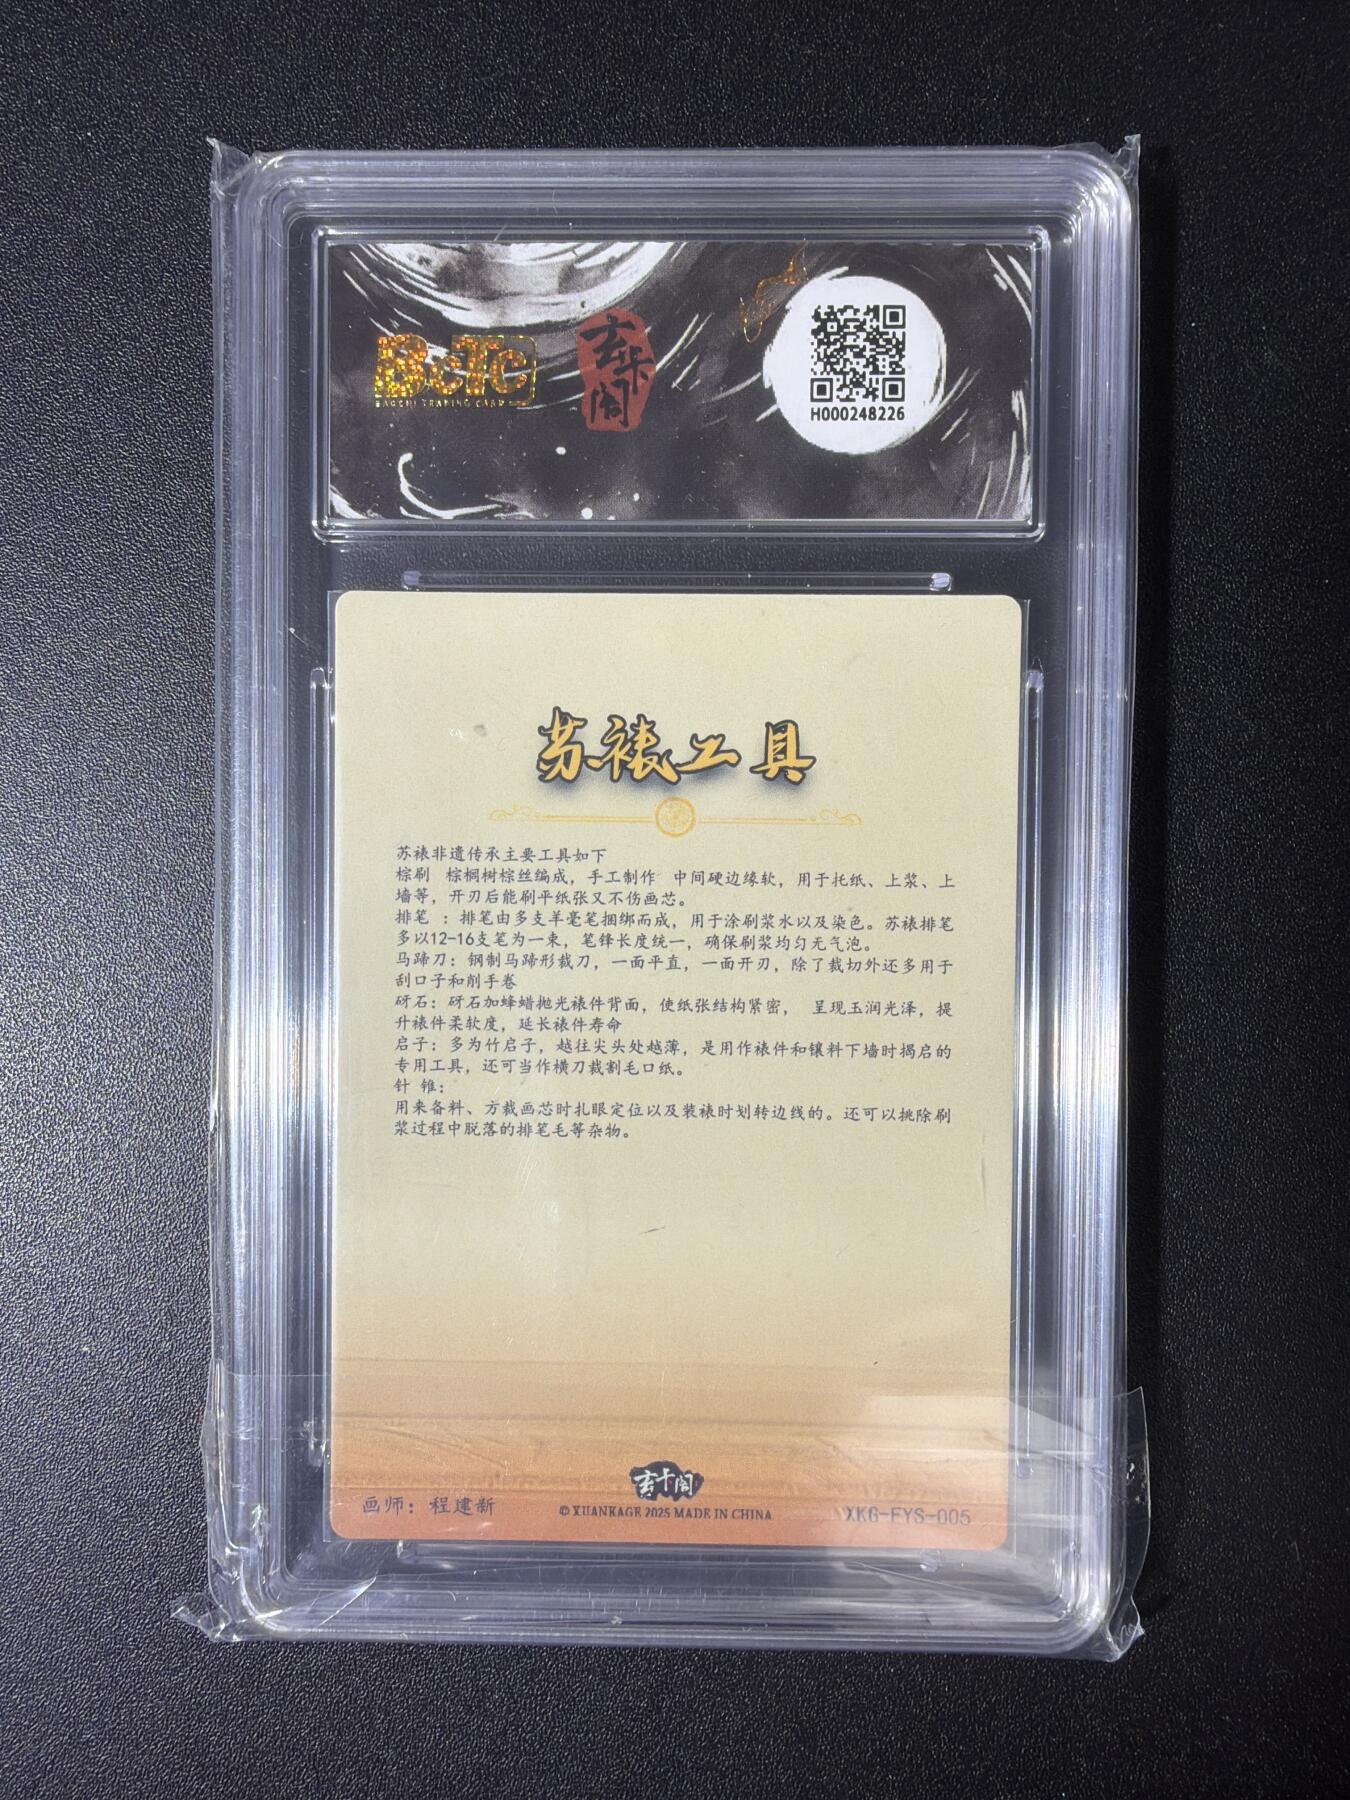 BCTC
BAOCUI TRADING CARD
玄卡阁
H000248226
苏裱工具
苏裱非遗传承主要工具如下
棕刷 棕榈树棕丝编成，手工制作 中间硬边缘软，用于托纸、上浆、上
墙等，开刃后能刷平纸张又不伤画芯。
排笔 ：排笔由多支羊毫笔捆绑而成，用于涂刷浆水以及染色。苏裱排笔
多以12-16支笔为一束，笔锋长度统一，确保刷浆均匀无气泡。
马蹄刀：钢制马蹄形裁刀，一面平直，一面开刃，除了裁切外还多用于
刮口子和削手卷
砑石：砑石加蜂蜡抛光裱件背面，使纸张结构紧密， 呈现玉润光泽，提
升裱件柔软度，延长裱件寿命
启子：多为竹启子，越往尖头处越薄，是用作裱件和镶料下墙时揭启的
专用工具，还可当作横刀裁割毛口纸。
针 锥：
用来备料、方裁画芯时扎眼定位以及装裱时划转边线的。还可以挑除刷
浆过程中脱落的排笔毛等杂物。
玄卡阁
画师：程建新
© XUANKAGE 2025 MADE IN CHINA
XKG-FYS-005